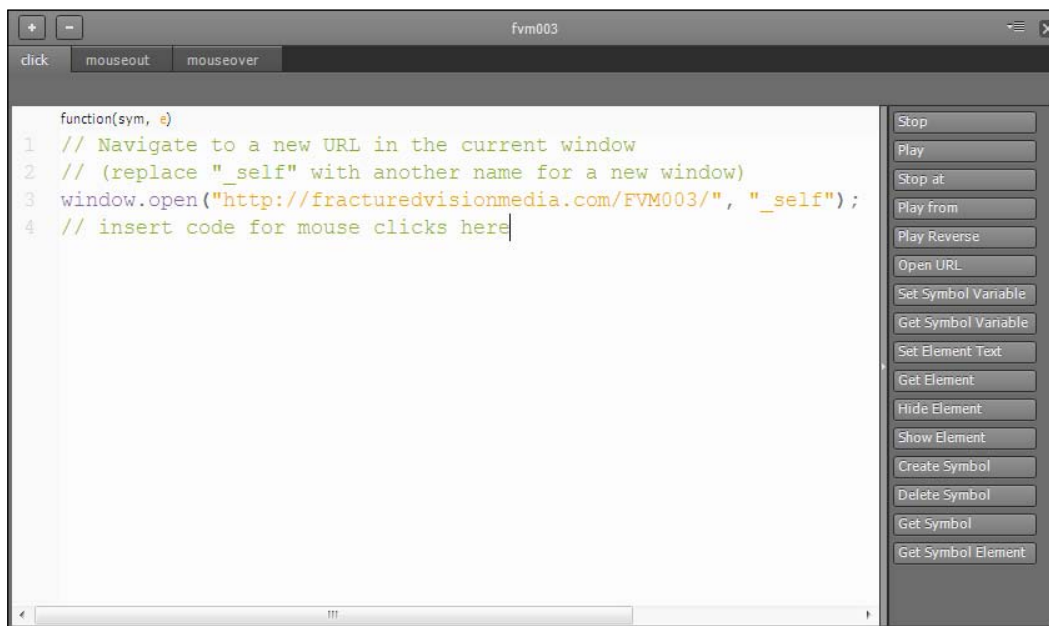 + - fvm003
click mouseout mouseover
function(sym, e)
1 // Navigate to a new URL in the current window
2 // (replace "_self" with another name for a new window)
3 window.open("http://fracturedvisionmedia.com/FVM003/", "_self");
4 // insert code for mouse clicks here
Stop
Play
Stop at
Play from
Play Reverse
Open URL
Set Symbol Variable
Get Symbol Variable
Set Element Text
Get Element
Hide Element
Show Element
Create Symbol
Delete Symbol
Get Symbol
Get Symbol Element